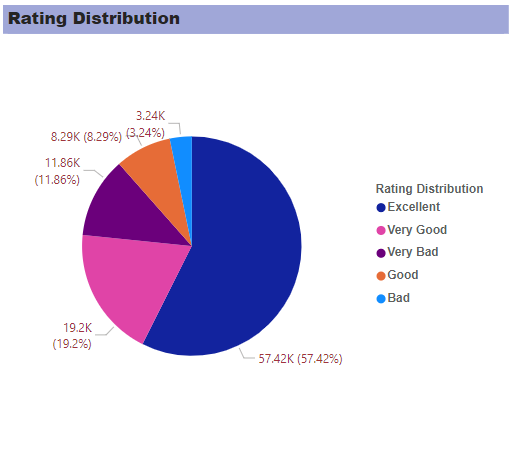 Rating Distribution
3.24K
(3.24%)
8.29K (8.29%)
11.86K
(11.86%)
19.2K
(19.2%)
57.42K (57.42%)
Rating Distribution
Excellent
Very Good
Very Bad
Good
Bad